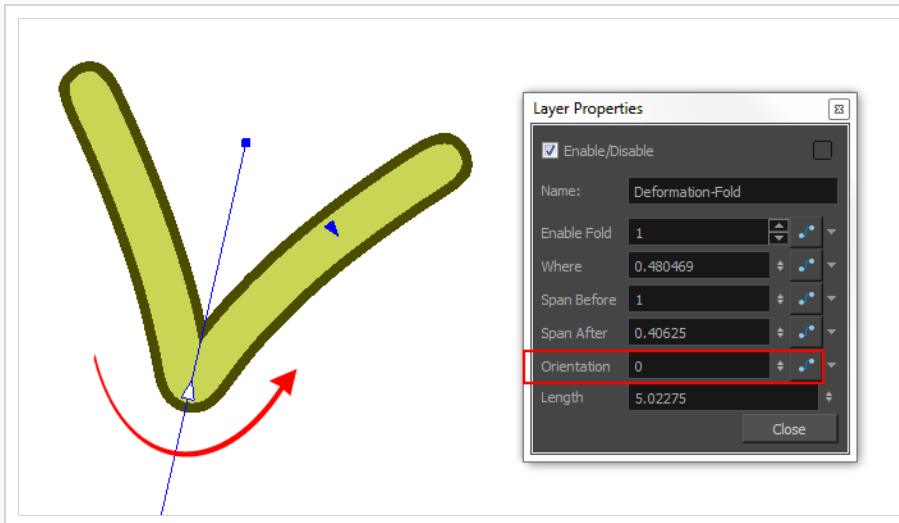 Layer Properties
Enable/Disable
Name: Deformation-Fold
Enable Fold 1
Where 0.480469
Span Before 1
Span After 0.40625
Orientation 0
Length 5.02275
Close